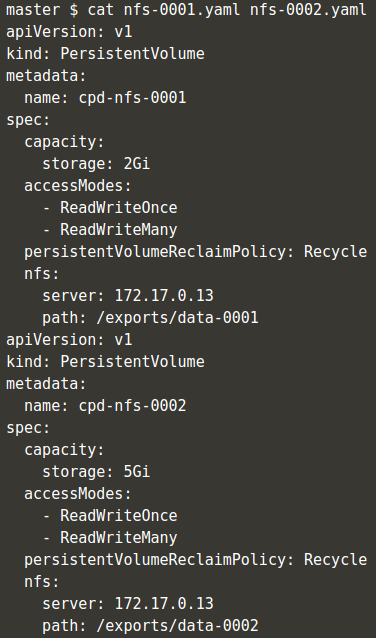 master $ cat nfs-0001.yaml nfs-0002.yaml
apiVersion: v1
kind: PersistentVolume
metadata:
  name: cpd-nfs-0001
spec:
  capacity:
    storage: 2Gi
  accessModes:
    - ReadWriteOnce
    - ReadWriteMany
  persistentVolumeReclaimPolicy: Recycle
  nfs:
    server: 172.17.0.13
    path: /exports/data-0001
apiVersion: v1
kind: PersistentVolume
metadata:
  name: cpd-nfs-0002
spec:
  capacity:
    storage: 5Gi
  accessModes:
    - ReadWriteOnce
    - ReadWriteMany
  persistentVolumeReclaimPolicy: Recycle
  nfs:
    server: 172.17.0.13
    path: /exports/data-0002